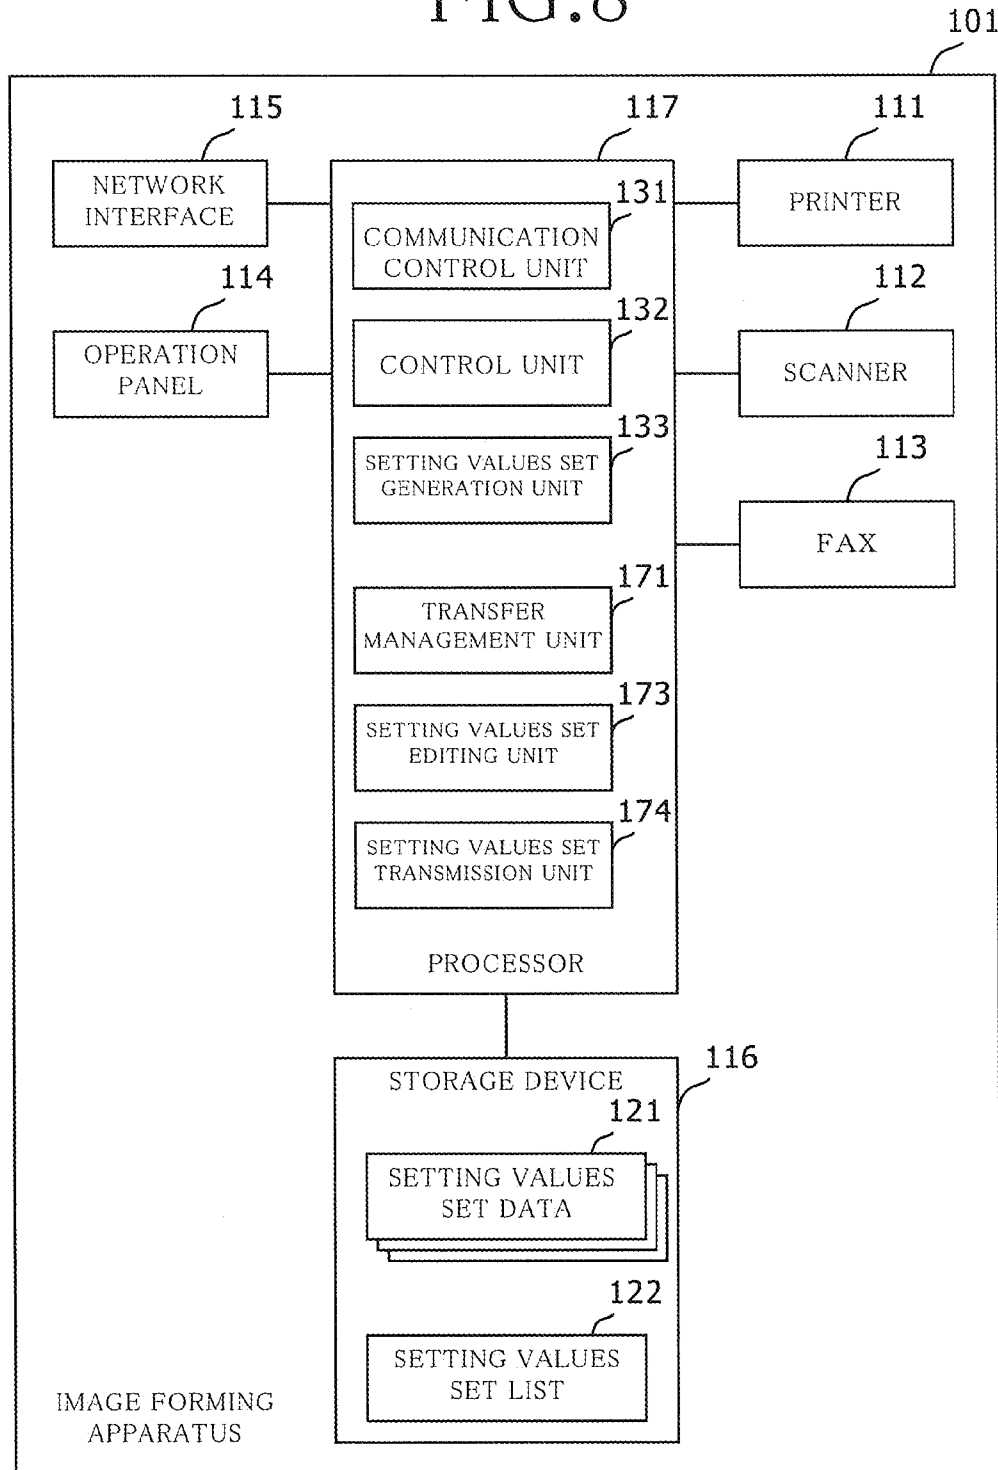 FIG.8
101
115
117
111
NETWORK
INTERFACE
131
COMMUNICATION
CONTROL UNIT
PRINTER
114
132
112
OPERATION
PANEL
CONTROL UNIT
SCANNER
133
113
SETTING VALUES SET
GENERATION UNIT
FAX
171
TRANSFER
MANAGEMENT UNIT
173
SETTING VALUES SET
EDITING UNIT
174
SETTING VALUES SET
TRANSMISSION UNIT
PROCESSOR
116
STORAGE DEVICE
121
SETTING VALUES
SET DATA
122
SETTING VALUES
SET LIST
IMAGE FORMING
APPARATUS